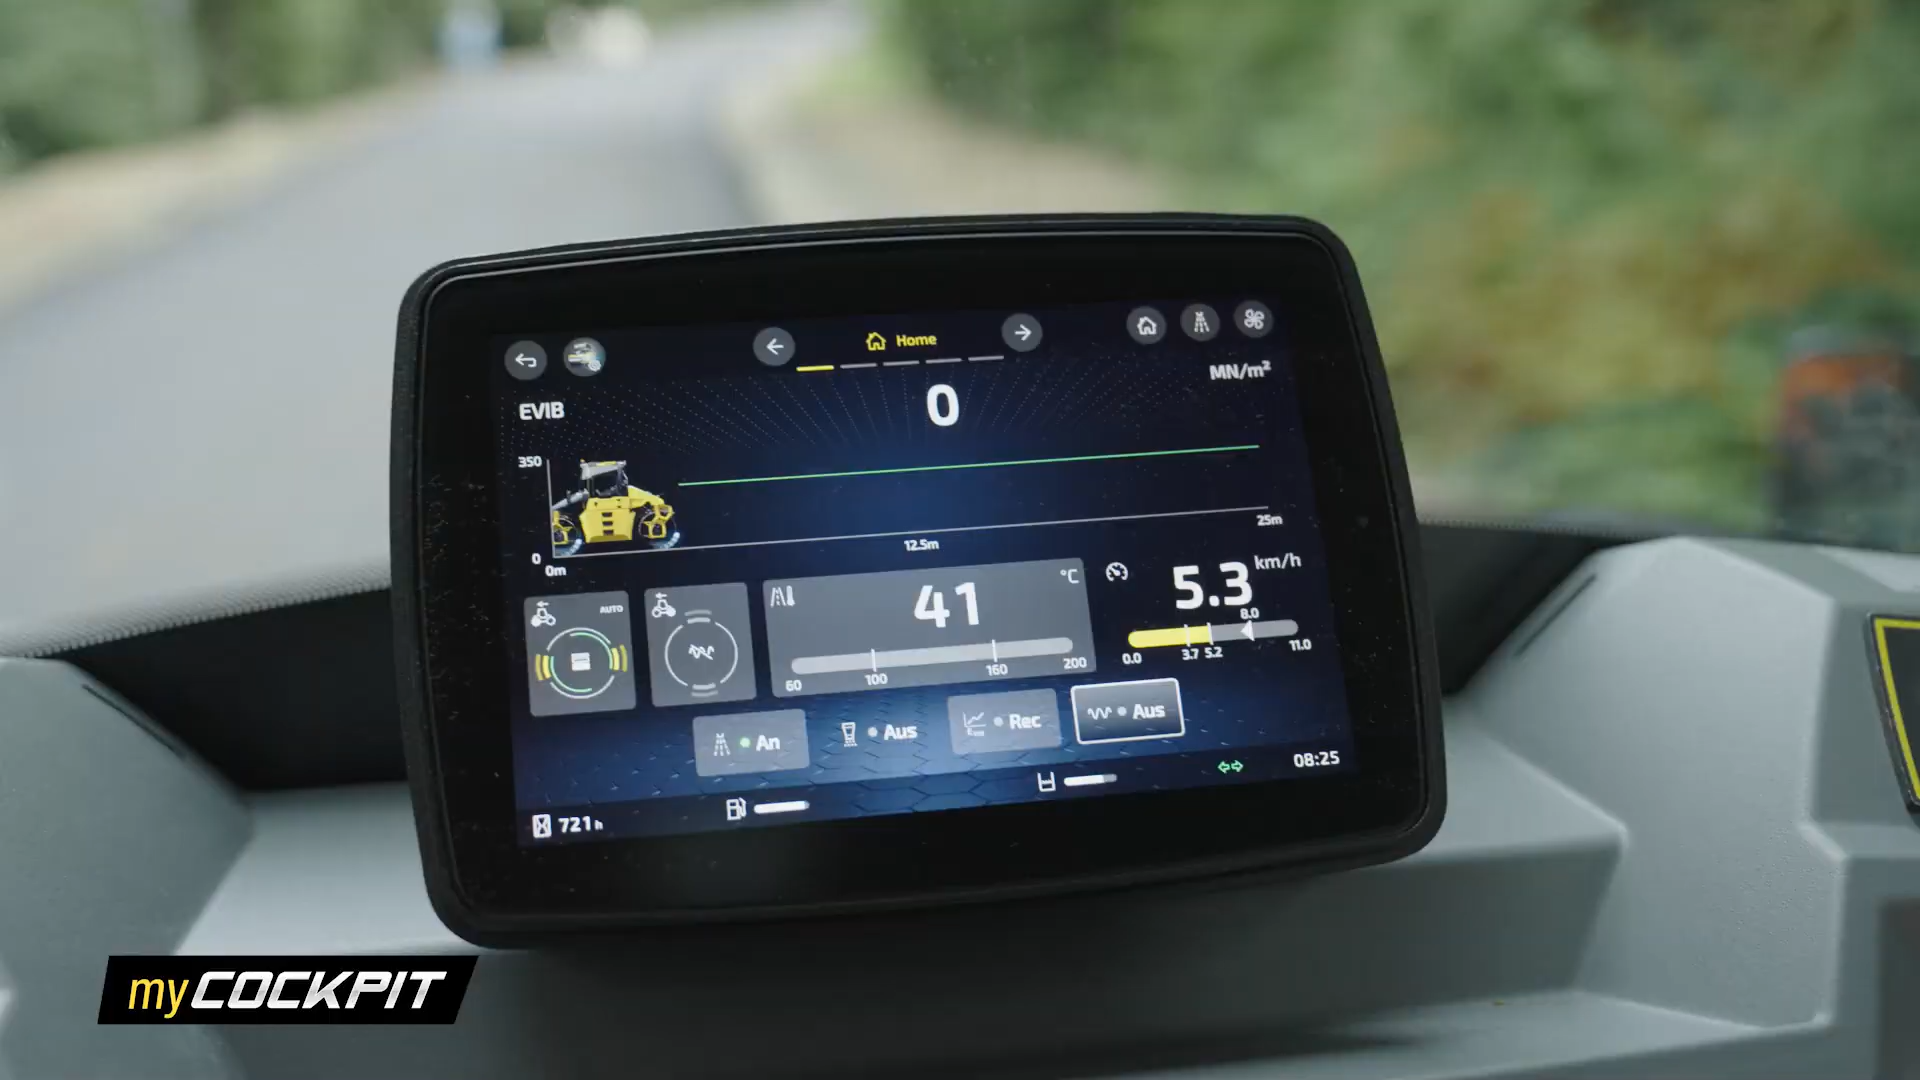 Home
MN/m²
EVIB
0
350
0
0m
12.5m
25m
AUTO
°C
41
60
100
160
200
5.3 km/h
8.0
0.0
3.7
5.2
11.0
An
Aus
Rec
Aus
721 h
08:25
myCOCKPIT